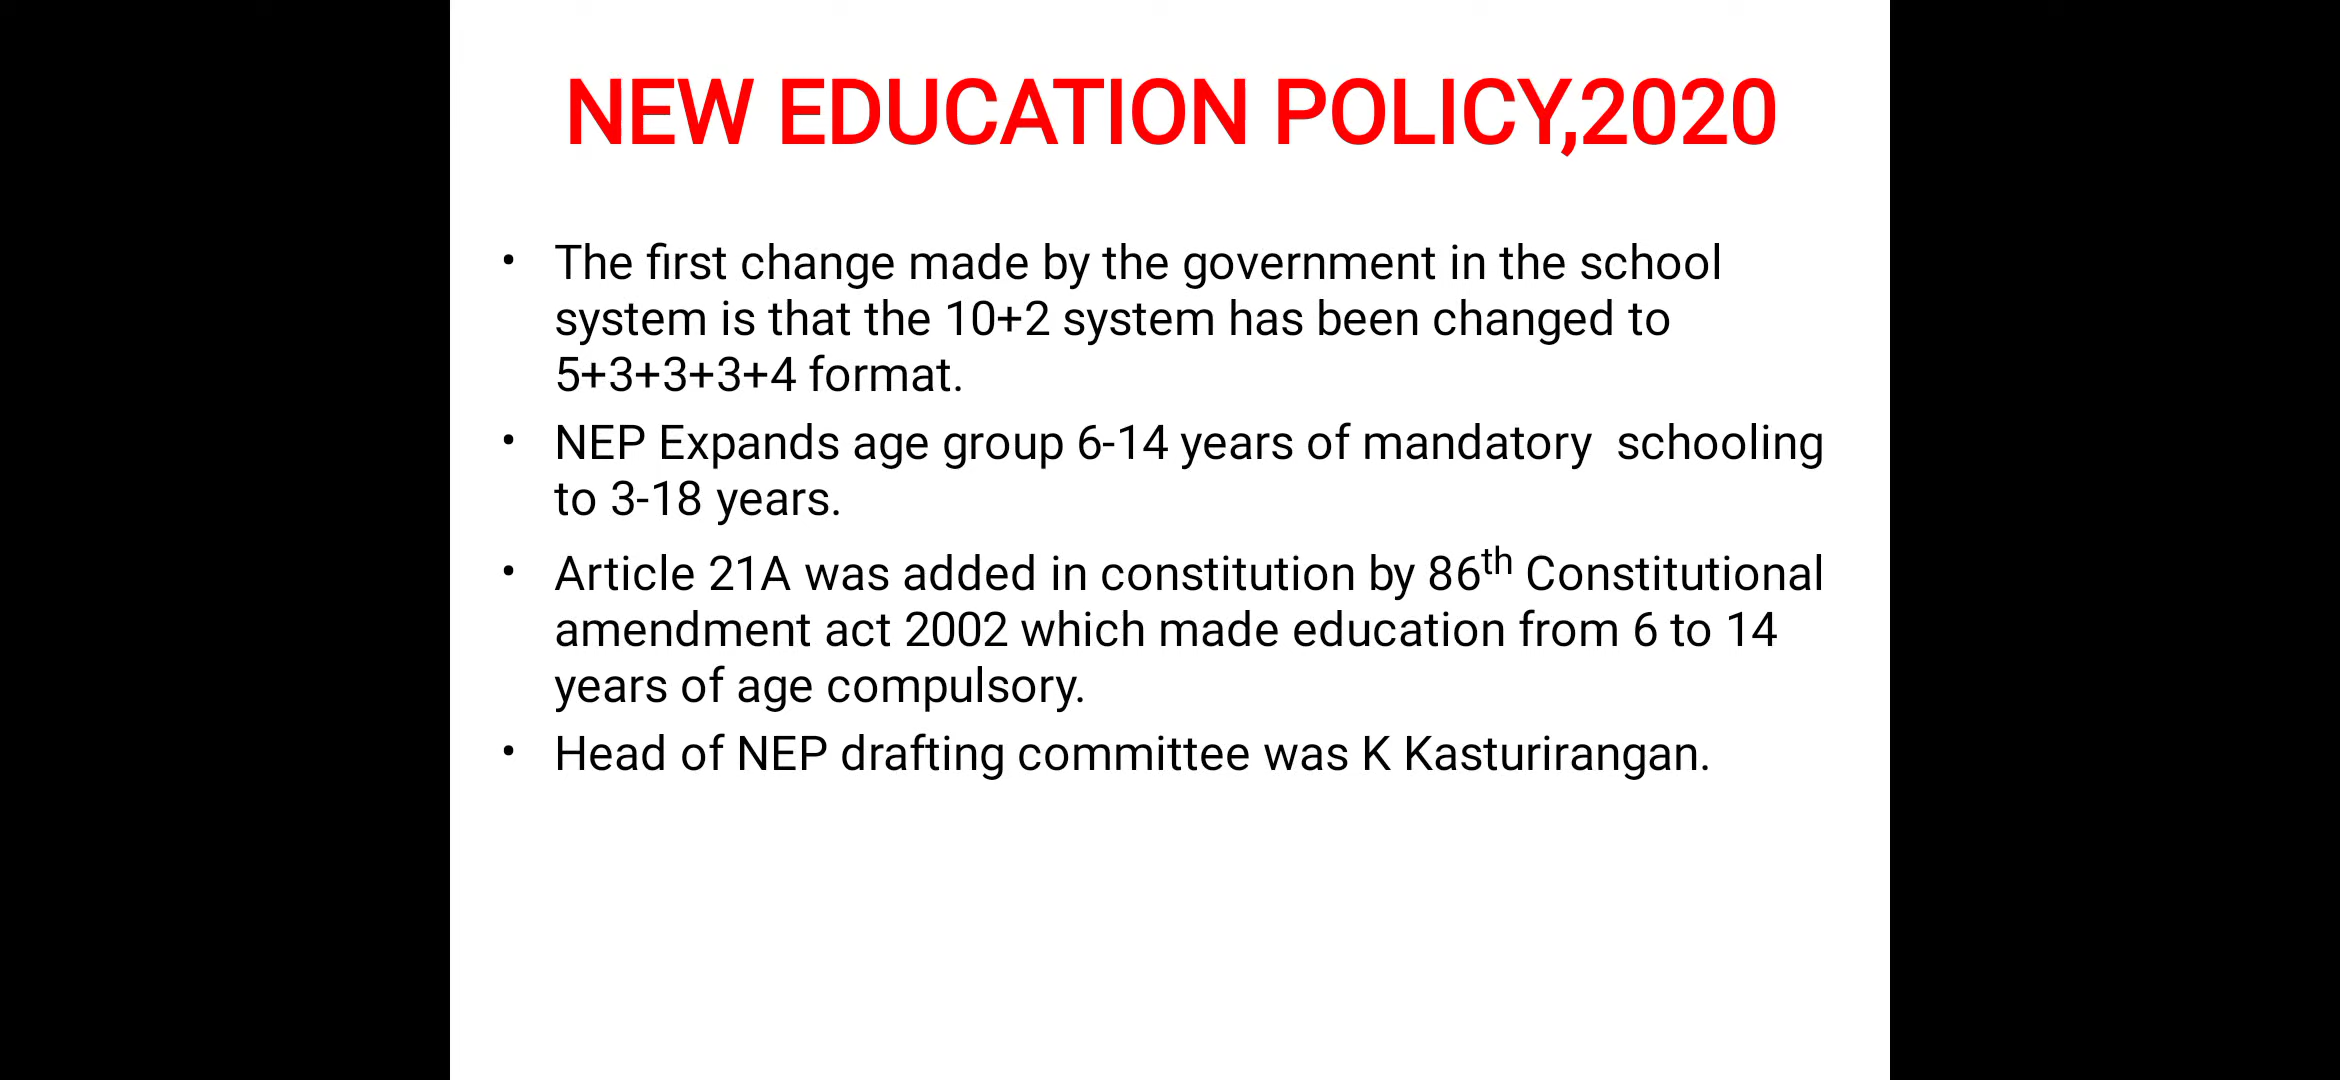 NEW EDUCATION POLICY,2020
• The first change made by the government in the school
system is that the 10+2 system has been changed to
5+3+3+3+4 format.
• NEP Expands age group 6-14 years of mandatory  schooling
to 3-18 years.
• Article 21A was added in constitution by 86th Constitutional
amendment act 2002 which made education from 6 to 14
years of age compulsory.
• Head of NEP drafting committee was K Kasturirangan.